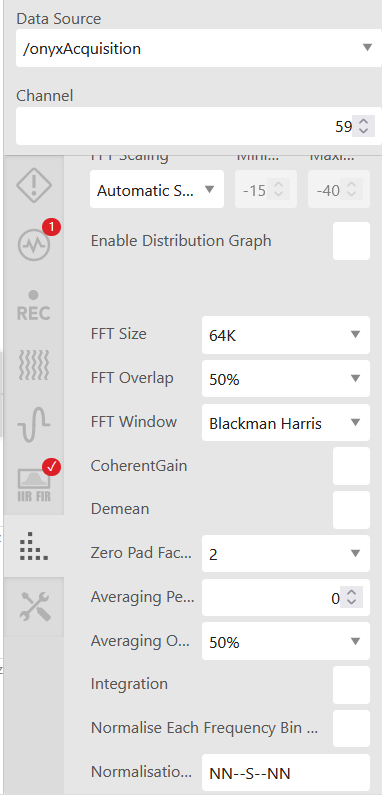 Data Source
/onyxAcquisition
Channel
59
FFT Scaling Mini... Maxi...
Automatic S... -15 -40
1
Enable Distribution Graph
REC
FFT Size 64K
FFT Overlap 50%
FFT Window Blackman Harris
CoherentGain
IIR FIR
Demean
Zero Pad Fac... 2
Averaging Pe... 0
Averaging O... 50%
Integration
Normalise Each Frequency Bin ...
Normalisatio... NN--S--NN